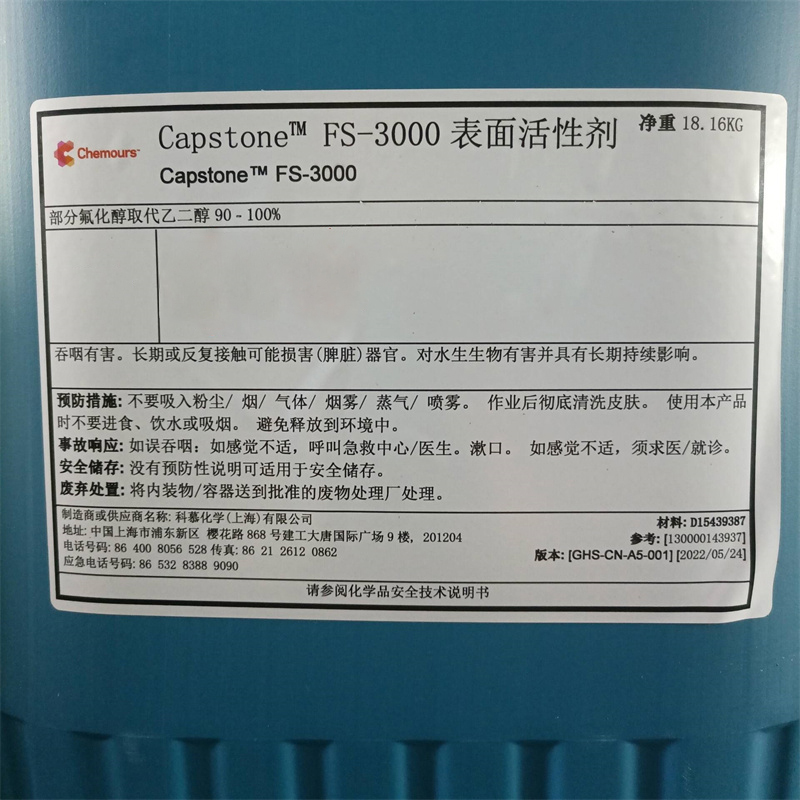 Chemours™
Capstone™ FS-3000 表面活性剂 净重 18.16KG
Capstone™ FS-3000
部分氟化醇取代乙二醇 90 - 100%
吞咽有害。长期或反复接触可能损害(脾脏)器官。对水生生物有害并具有长期持续影响。
预防措施: 不要吸入粉尘/ 烟/ 气体/ 烟雾/ 蒸气/ 喷雾。 作业后彻底清洗皮肤。 使用本产品
时不要进食、饮水或吸烟。 避免释放到环境中。
事故响应: 如误吞咽: 如感觉不适, 呼叫急救中心/医生。漱口。 如感觉不适, 须求医/就诊。
安全储存: 没有预防性说明可适用于安全储存。
废弃处置: 将内装物/容器送到批准的废物处理厂处理。
制造商或供应商名称: 科慕化学(上海)有限公司
地址: 中国上海市浦东新区 樱花路 868 号建工大唐国际广场 9 楼, 201204
电话号码: 86 400 8056 528 传真: 86 21 2612 0862
应急电话号码: 86 532 8388 9090
材料: D15439387
参考: [130000143937]
版本: [GHS-CN-A5-001] [2022/05/24]
请参阅化学品安全技术说明书